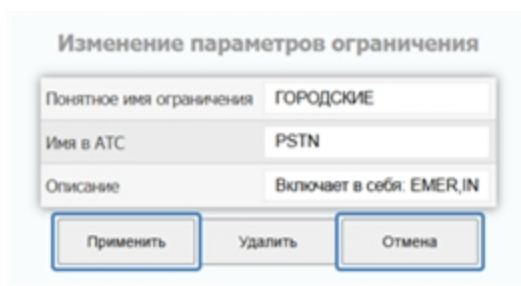 Изменение параметров ограничения
Понятное имя ограничения ГОРОДСКИЕ
Имя в АТС PSTN
Описание Включает в себя: EMER,IN
Применить Удалить Отмена